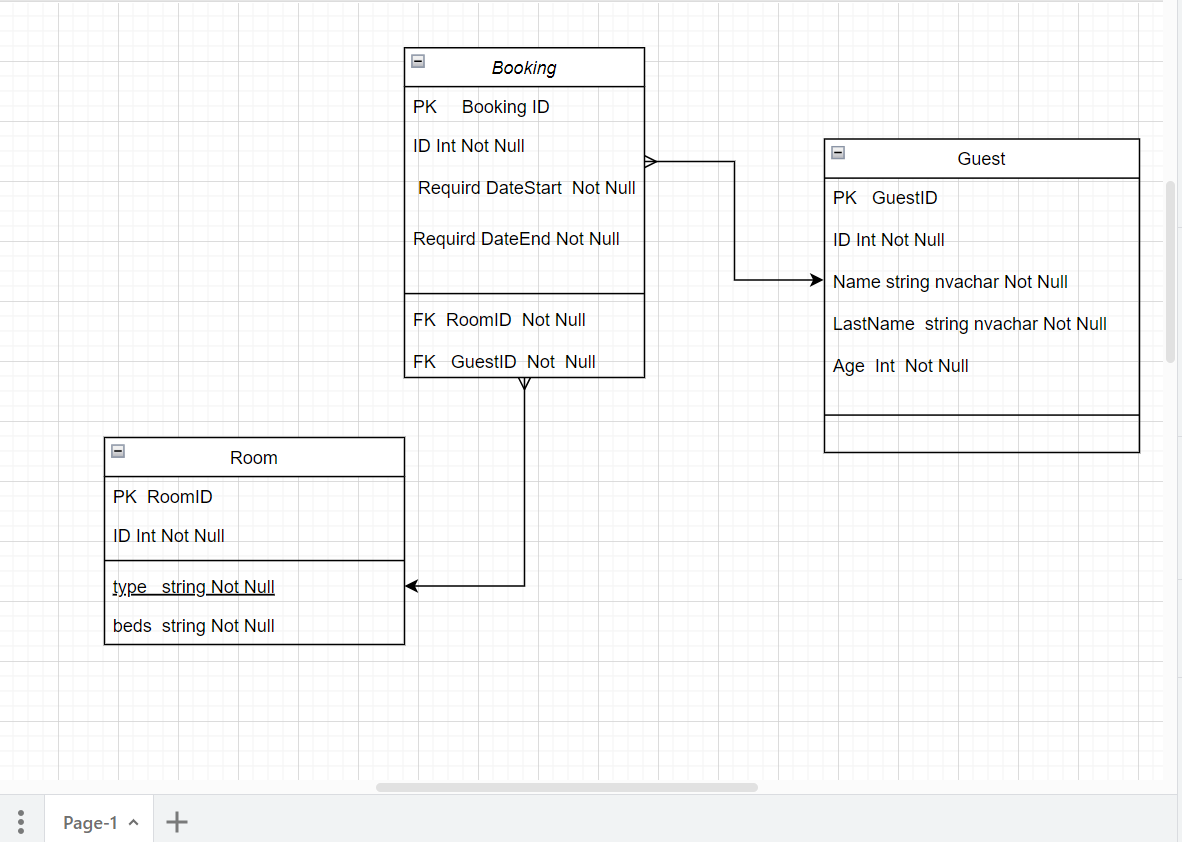 Booking
PK Booking ID
ID Int Not Null
Requird DateStart Not Null
Requird DateEnd Not Null
FK RoomID Not Null
FK GuestID Not Null
Guest
PK GuestID
ID Int Not Null
Name string nvachar Not Null
LastName string nvachar Not Null
Age Int Not Null
Room
PK RoomID
ID Int Not Null
type string Not Null
beds string Not Null
Page-1